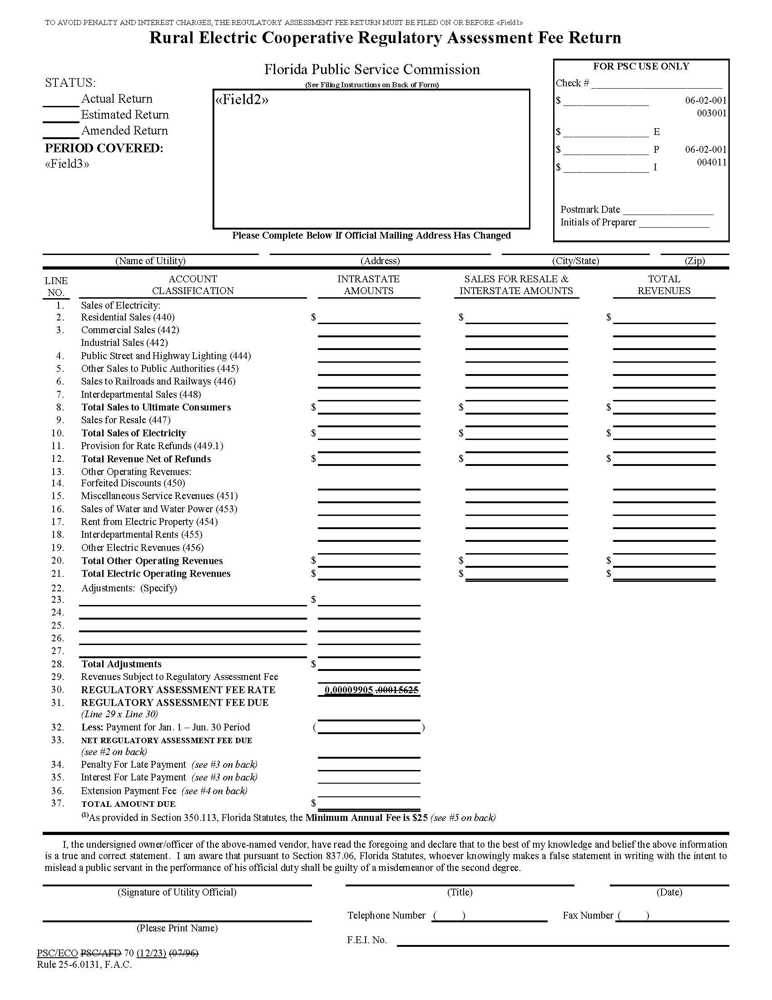 TO AVOID PENALTY AND INTEREST CHARGES, THE REGULATORY ASSESSMENT FEE RETURN MUST BE FILED ON OR BEFORE «Field1»
Rural Electric Cooperative Regulatory Assessment Fee Return
Florida Public Service Commission
(See Filing Instructions on Back of Form)
STATUS:
Actual Return
Estimated Return
Amended Return
PERIOD COVERED:
«Field3»
«Field2»
Please Complete Below If Official Mailing Address Has Changed
FOR PSC USE ONLY
Check #
$ 06-02-001
003001
$ E
$ P 06-02-001
004011
$ I
Postmark Date
Initials of Preparer
(Name of Utility) (Address) (City/State) (Zip)
LINE NO. ACCOUNT CLASSIFICATION INTRASTATE AMOUNTS SALES FOR RESALE & INTERSTATE AMOUNTS TOTAL REVENUES
1. Sales of Electricity:
2. Residential Sales (440) $ $ $
3. Commercial Sales (442)
Industrial Sales (442)
4. Public Street and Highway Lighting (444)
5. Other Sales to Public Authorities (445)
6. Sales to Railroads and Railways (446)
7. Interdepartmental Sales (448)
8. Total Sales to Ultimate Consumers $ $ $
9. Sales for Resale (447)
10. Total Sales of Electricity $ $ $
11. Provision for Rate Refunds (449.1)
12. Total Revenue Net of Refunds $ $ $
13. Other Operating Revenues:
14. Forfeited Discounts (450)
15. Miscellaneous Service Revenues (451)
16. Sales of Water and Water Power (453)
17. Rent from Electric Property (454)
18. Interdepartmental Rents (455)
19. Other Electric Revenues (456)
20. Total Other Operating Revenues $ $ $
21. Total Electric Operating Revenues $ $ $
22. Adjustments: (Specify)
23. $
24.
25.
26.
27.
28. Total Adjustments $
29. Revenues Subject to Regulatory Assessment Fee
30. REGULATORY ASSESSMENT FEE RATE 0.00009905 .00015625
31. REGULATORY ASSESSMENT FEE DUE
(Line 29 x Line 30)
32. Less: Payment for Jan. 1 – Jun. 30 Period ( )
33. NET REGULATORY ASSESSMENT FEE DUE
(see #2 on back)
34. Penalty For Late Payment (see #3 on back)
35. Interest For Late Payment (see #3 on back)
36. Extension Payment Fee (see #4 on back)
37. TOTAL AMOUNT DUE $
(1)As provided in Section 350.113, Florida Statutes, the Minimum Annual Fee is $25 (see #5 on back)
I, the undersigned owner/officer of the above-named vendor, have read the foregoing and declare that to the best of my knowledge and belief the above information
is a true and correct statement. I am aware that pursuant to Section 837.06, Florida Statutes, whoever knowingly makes a false statement in writing with the intent to
mislead a public servant in the performance of his official duty shall be guilty of a misdemeanor of the second degree.
(Signature of Utility Official) (Title) (Date)
Telephone Number ( ) Fax Number ( )
(Please Print Name)
F.E.I. No.
PSC/ECO PSC/AFD 70 (12/23) (07/96)
Rule 25-6.0131, F.A.C.